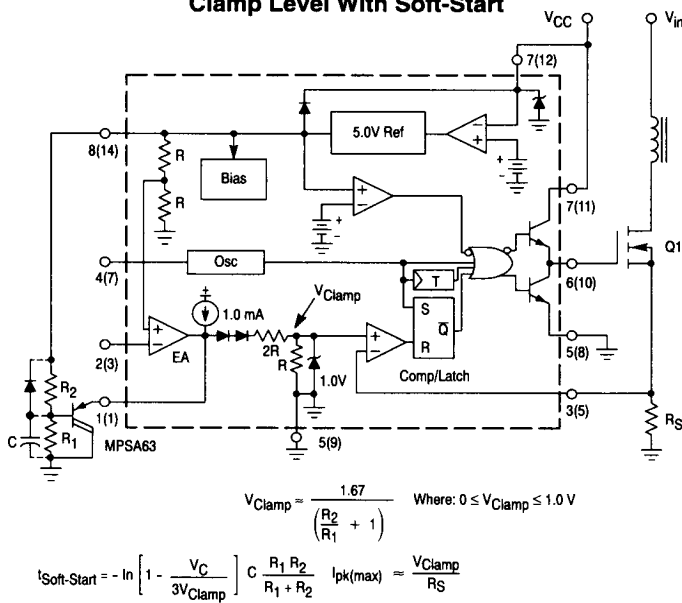 Clamp Level With Soft-Start
VCC
Vin
7(12)
5.0V Ref
8(14)
R
Bias
R
7(11)
Q1
4(7)
Osc
6(10)
T
VClamp
1.0 mA
S
Q̅
2R
R
R
2(3)
EA
1.0V
5(8)
Comp/Latch
R2
3(5)
1(1)
C
R1
MPSA63
5(9)
RS
VClamp ≈ 1.67 / (R2/R1 + 1) Where: 0 ≤ VClamp ≤ 1.0 V
tSoft-Start = - ln [1 - VC / 3VClamp] C R1 R2 / R1 + R2 Ipk(max) ≈ VClamp / RS